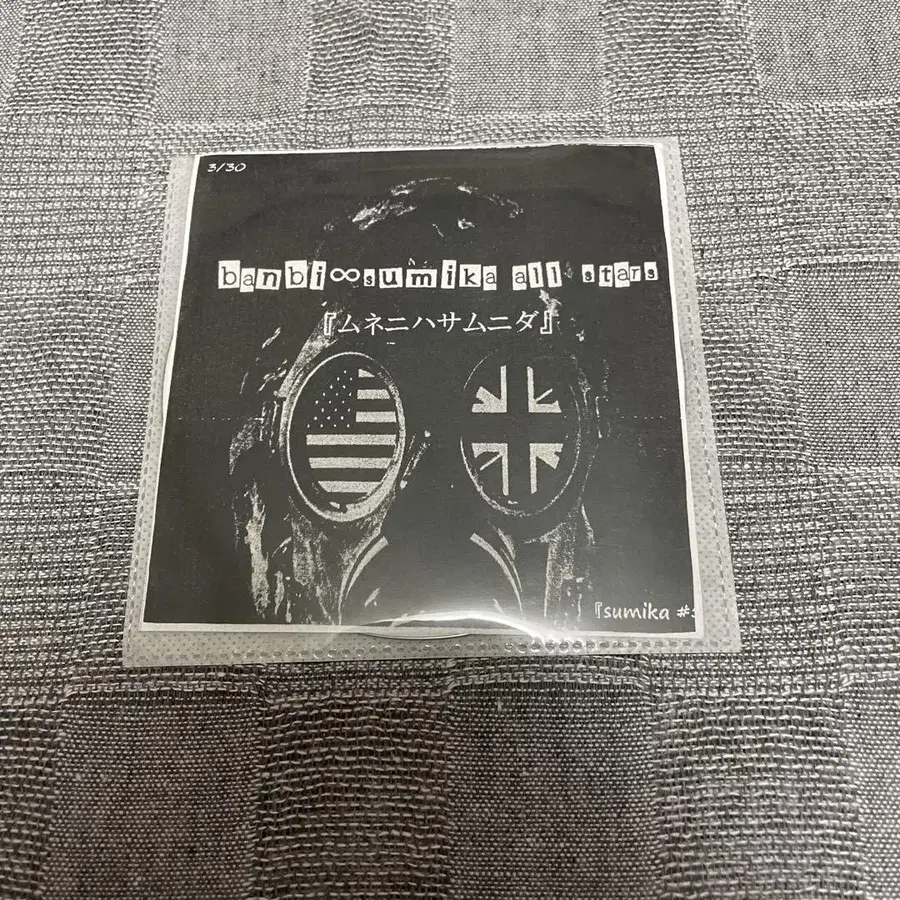 3/30
banbi∞sumika all stars
『ムネニハサムニダ』
『sumika #